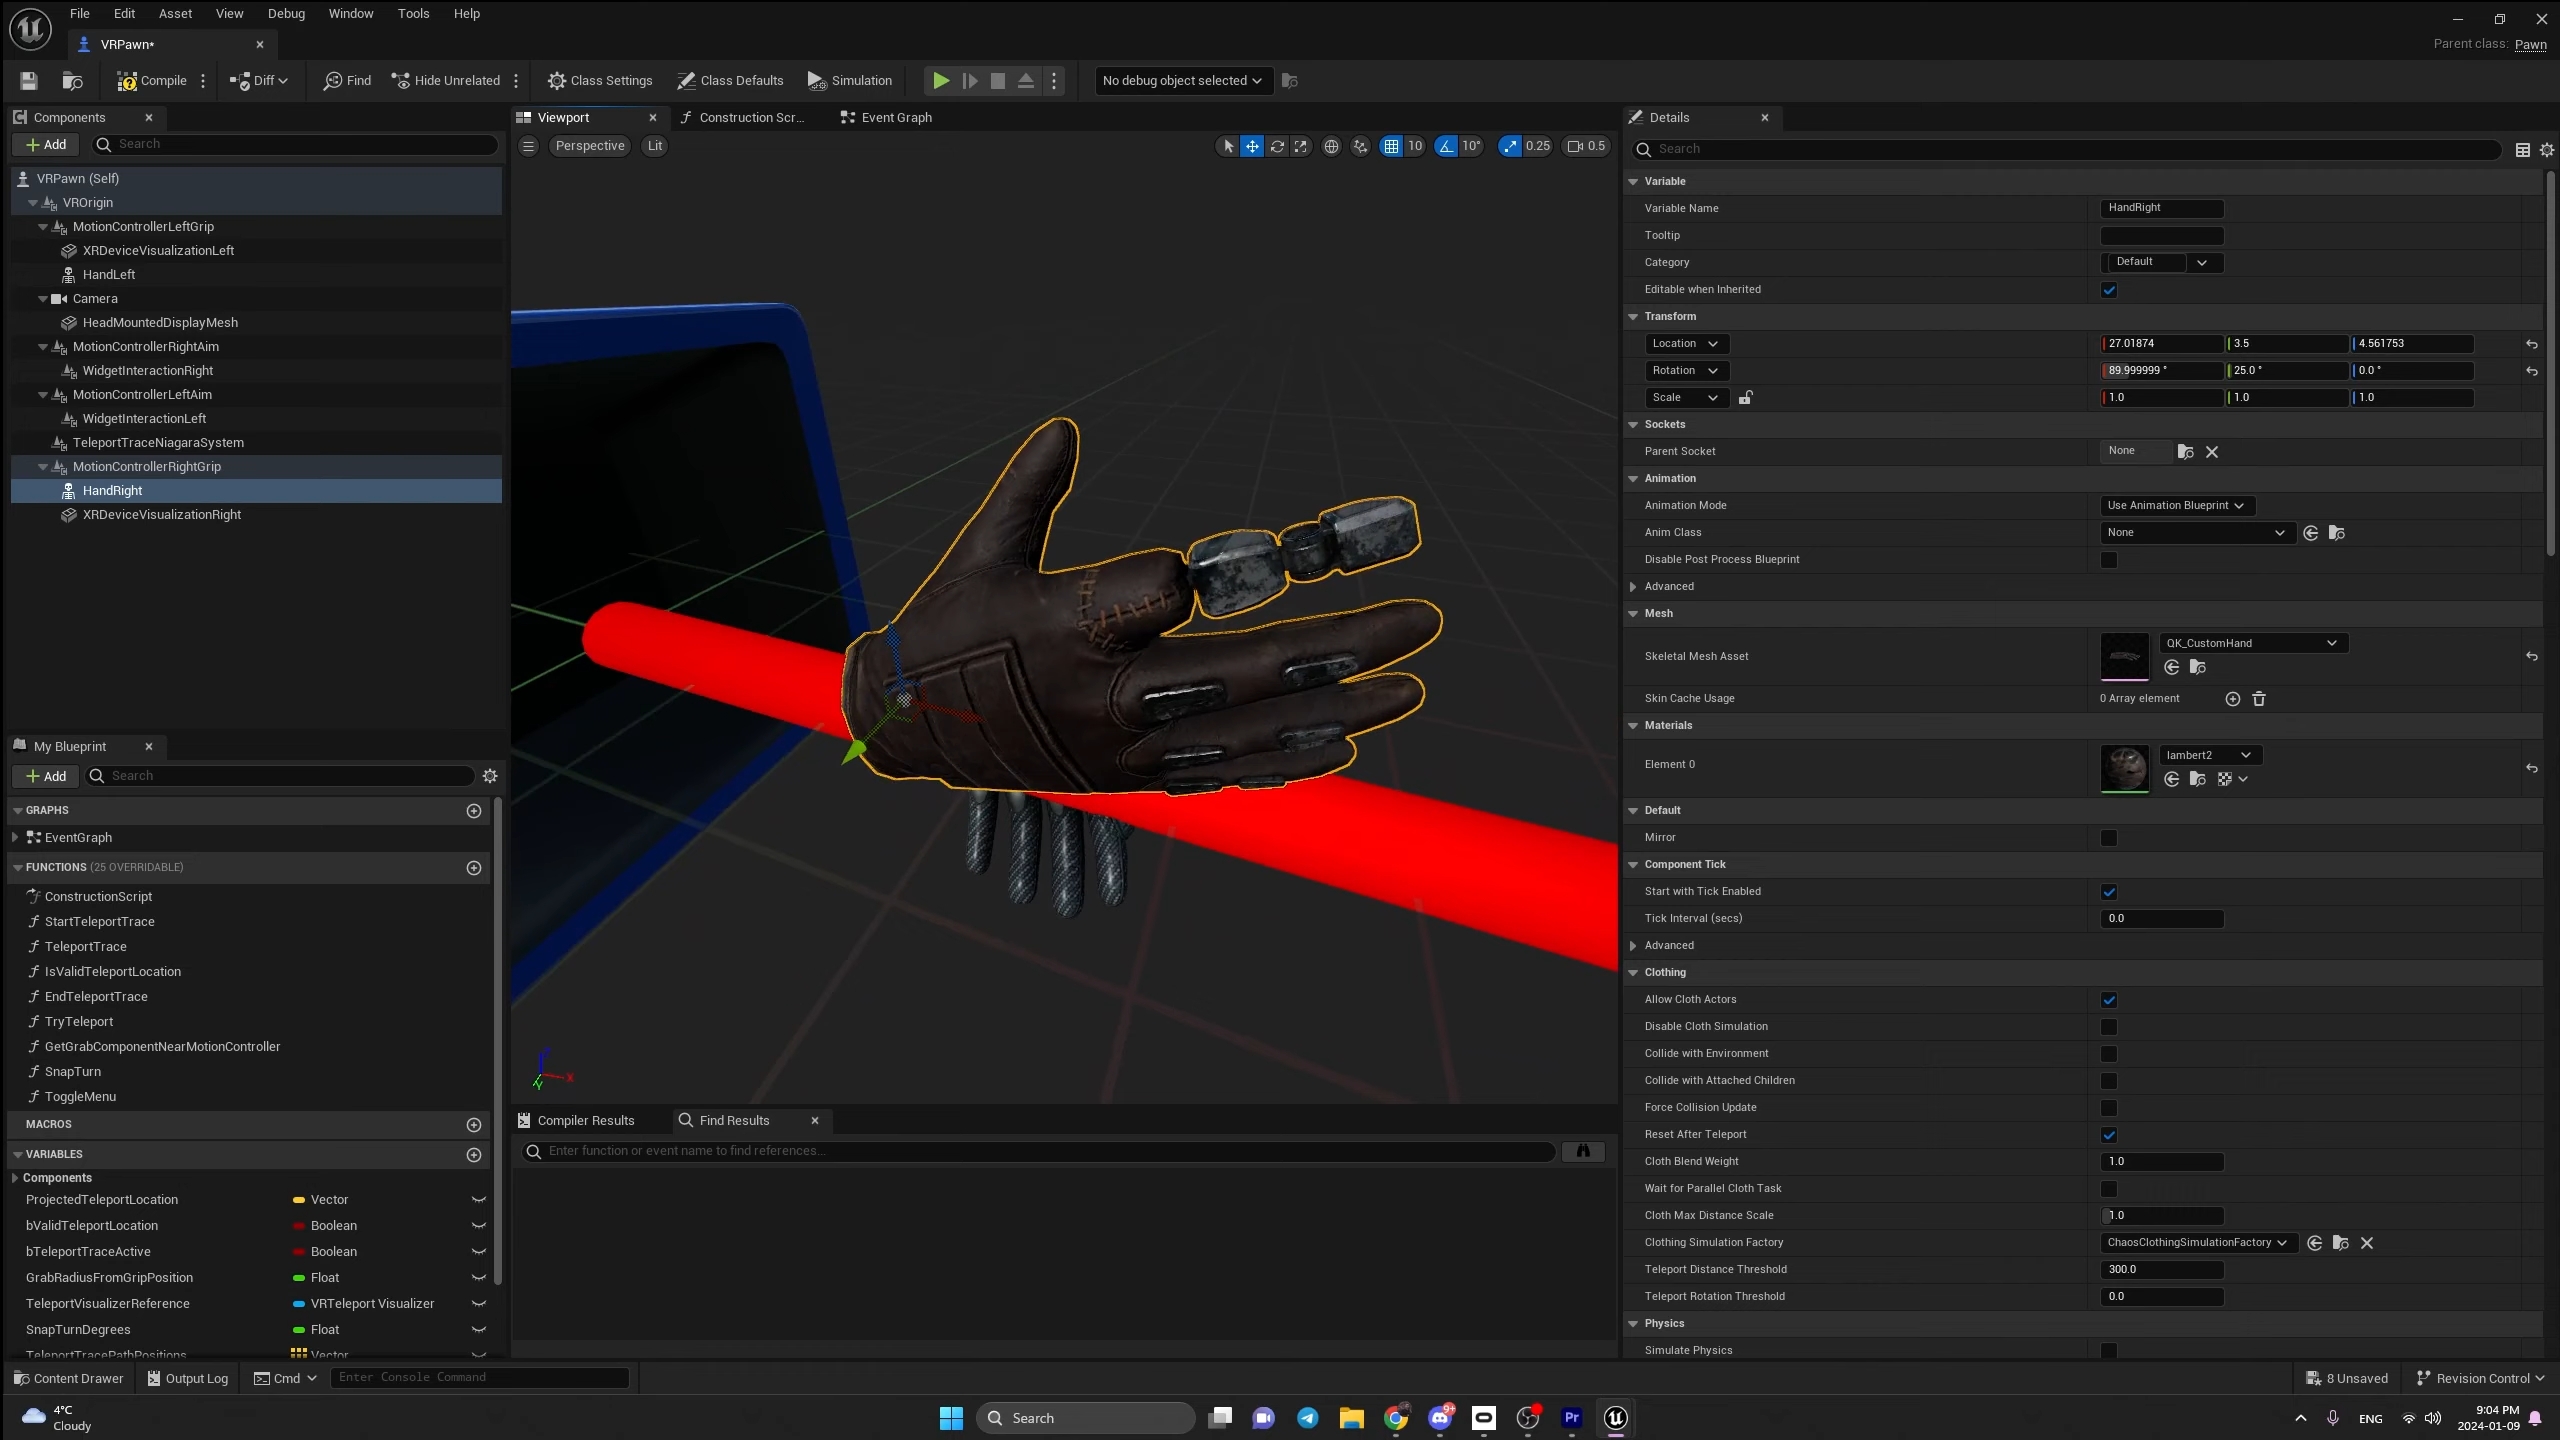 File Edit Asset View Debug Window Tools Help
VRPawn*
Parent class: Pawn
Compile Diff Find Hide Unrelated Class Settings Class Defaults Simulation No debug object selected
Components
Add Search
VRPawn (Self)
VROrigin
MotionControllerLeftGrip
XRDeviceVisualizationLeft
HandLeft
Camera
HeadMountedDisplayMesh
MotionControllerRightAim
WidgetInteractionRight
MotionControllerLeftAim
WidgetInteractionLeft
TeleportTraceNiagaraSystem
MotionControllerRightGrip
HandRight
XRDeviceVisualizationRight
My Blueprint
Add Search
GRAPHS
EventGraph
FUNCTIONS (25 OVERRIDABLE)
ConstructionScript
StartTeleportTrace
TeleportTrace
IsValidTeleportLocation
EndTeleportTrace
TryTeleport
GetGrabComponentNearMotionController
SnapTurn
ToggleMenu
MACROS
VARIABLES
Components
ProjectedTeleportLocation Vector
bValidTeleportLocation Boolean
bTeleportTraceActive Boolean
GrabRadiusFromGripPosition Float
TeleportVisualizerReference VRTeleport Visualizer
SnapTurnDegrees Float
TeleportTracePathPositions Vector
Viewport Construction Scr... Event Graph
Perspective Lit 10 10° 0.25 0.5
X
Y
Compiler Results Find Results
Enter function or event name to find references...
Details
Search
Variable
Variable Name HandRight
Tooltip
Category Default
Editable when Inherited
Transform
Location 27.01874 3.5 4.561753
Rotation 89.999999 ° 25.0 ° 0.0 °
Scale 1.0 1.0 1.0
Sockets
Parent Socket None
Animation
Animation Mode Use Animation Blueprint
Anim Class None
Disable Post Process Blueprint
Advanced
Mesh
Skeletal Mesh Asset QK_CustomHand
Skin Cache Usage 0 Array element
Materials
Element 0 lambert2
Default
Mirror
Component Tick
Start with Tick Enabled
Tick Interval (secs) 0.0
Advanced
Clothing
Allow Cloth Actors
Disable Cloth Simulation
Collide with Environment
Collide with Attached Children
Force Collision Update
Reset After Teleport
Cloth Blend Weight 1.0
Wait for Parallel Cloth Task
Cloth Max Distance Scale 1.0
Clothing Simulation Factory ChaosClothingSimulationFactory
Teleport Distance Threshold 300.0
Teleport Rotation Threshold 0.0
Physics
Simulate Physics
Content Drawer Output Log Cmd Enter Console Command 8 Unsaved Revision Control
4°C
Cloudy
Search
9+
Pr
ENG
9:04 PM
2024-01-09